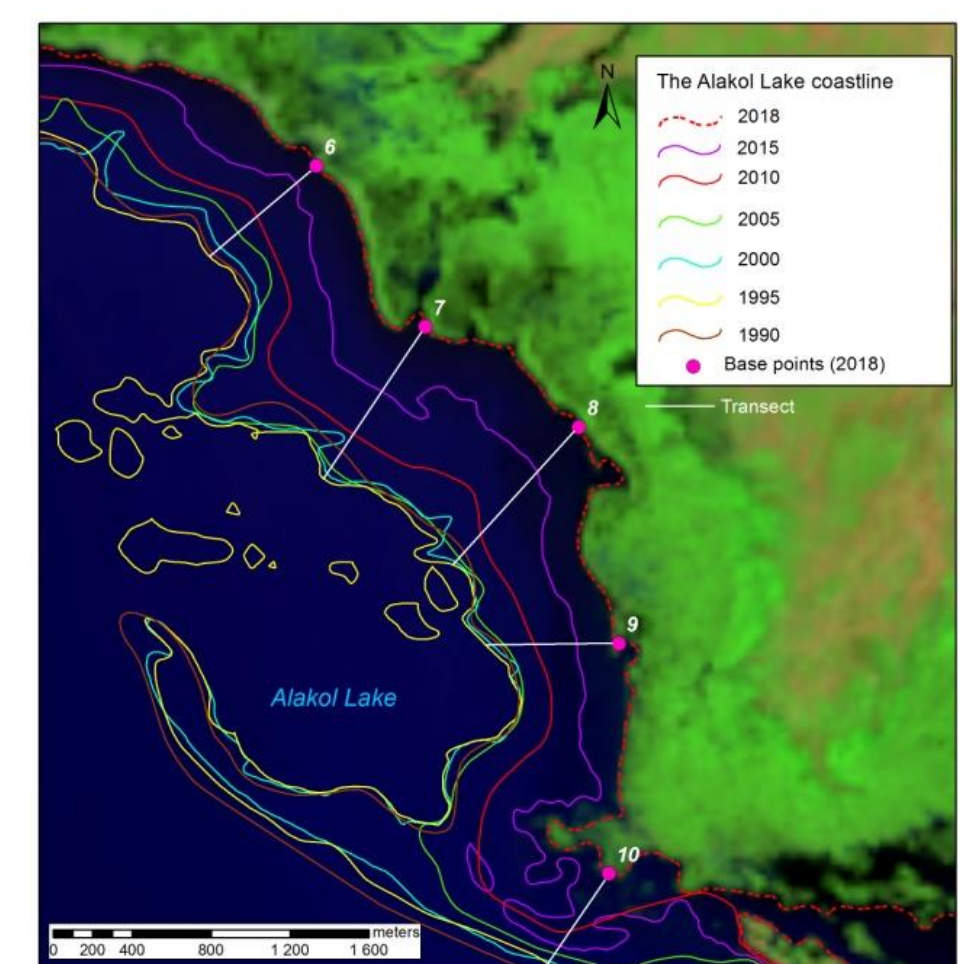 N
The Alakol Lake coastline
2018
2015
2010
2005
2000
1995
1990
Base points (2018)
Transect
6
7
8
9
10
Alakol Lake
meters
0 200 400 800 1 200 1 600